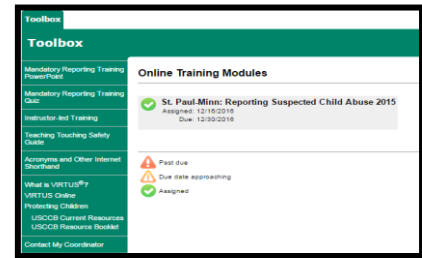 Toolbox
Toolbox
Mandatory Reporting Training
PowerPoint
Mandatory Reporting Training
Quiz
Instructor-led Training
Teaching Touching Safety
Guide
Acronyms and Other Internet
Shorthand
What is VIRTUS®?
VIRTUS Online
Protecting Children
USCCB Current Resources
USCCB Resource Booklet
Contact My Coordinator
Online Training Modules
St. Paul-Minn: Reporting Suspected Child Abuse 2015
Assigned: 12/16/2016
Due: 12/30/2016
Past due
Due date approaching
Assigned